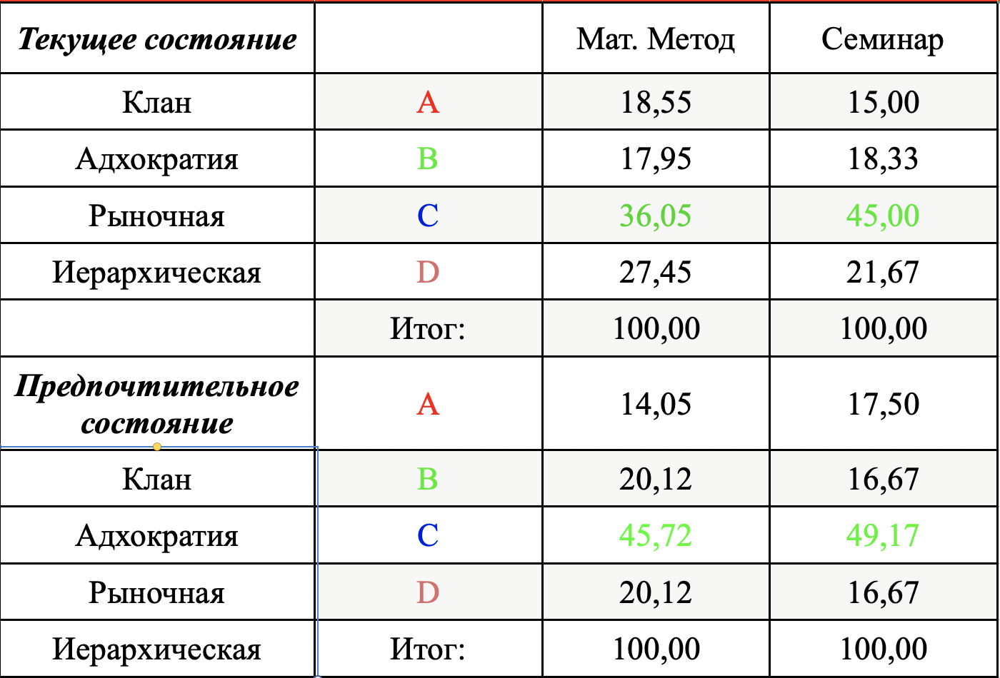 Текущее состояние Мат. Метод Семинар
Клан A 18,55 15,00
Адхократия B 17,95 18,33
Рыночная C 36,05 45,00
Иерархическая D 27,45 21,67
Итог: 100,00 100,00
Предпочтительное
состояние A 14,05 17,50
Клан B 20,12 16,67
Адхократия C 45,72 49,17
Рыночная D 20,12 16,67
Иерархическая Итог: 100,00 100,00